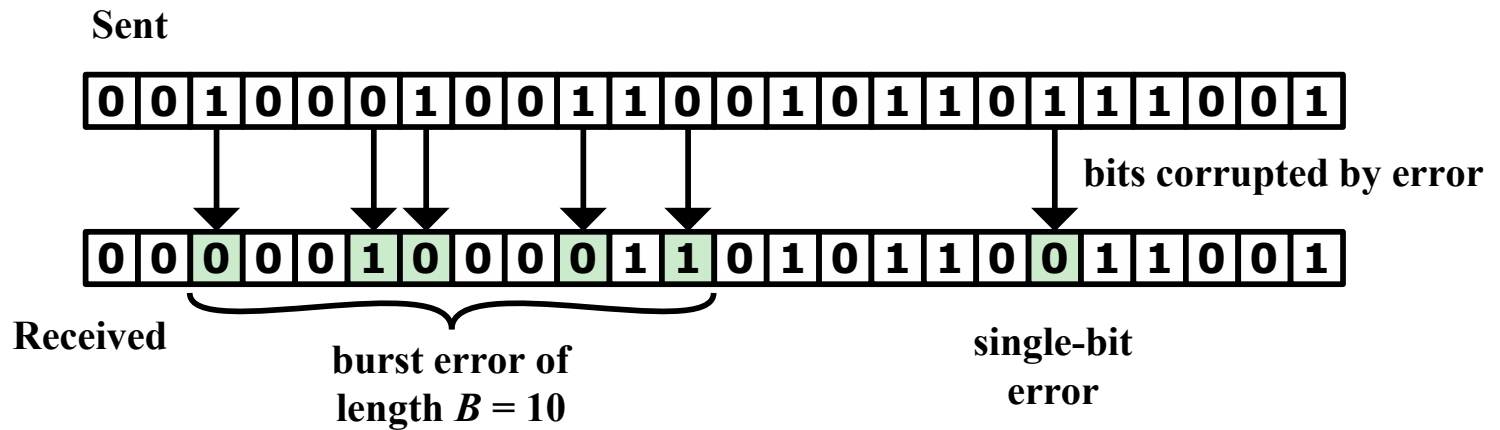 Sent
0 0 1 0 0 0 1 0 0 1 1 0 0 1 0 1 1 0 1 1 1 0 0 1
bits corrupted by error
0 0 0 0 0 1 0 0 0 0 1 1 0 1 0 1 1 0 0 1 1 0 0 1
Received
burst error of
length B = 10
single-bit
error